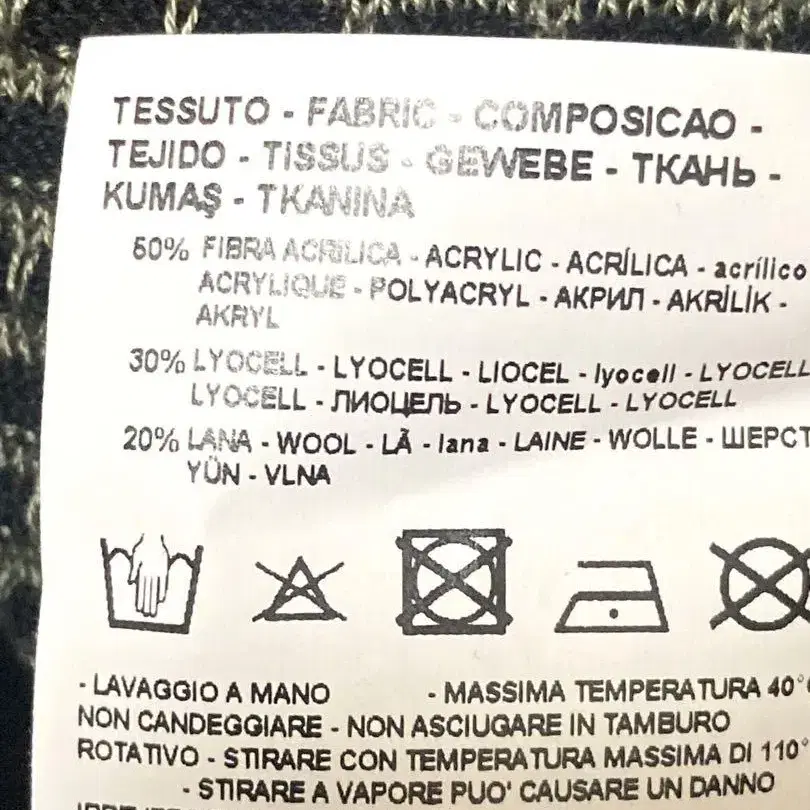 TESSUTO - FABRIC - COMPOSICAO -
TEJIDO - TISSUS - GEWEBE - ТКАНЬ -
KUMAŞ - TKANINA
50% FIBRA ACRILICA - ACRYLIC - ACRÍLICA - acrílico
ACRYLIQUE - POLYACRYL - АКРИЛ - AKRİLİK -
AKRYL
30% LYOCELL - LYOCELL - LIOCEL - lyocell - LYOCELL
LYOCELL - ЛИОЦЕЛЬ - LYOCELL - LYOCELL
20% LANA - WOOL - LÃ - lana - LAINE - WOLLE - ШЕРСТ
YÜN - VLNA
- LAVAGGIO A MANO - MASSIMA TEMPERATURA 40°
NON CANDEGGIARE - NON ASCIUGARE IN TAMBURO
ROTATIVO - STIRARE CON TEMPERATURA MASSIMA DI 110°
- STIRARE A VAPORE PUO' CAUSARE UN DANNO